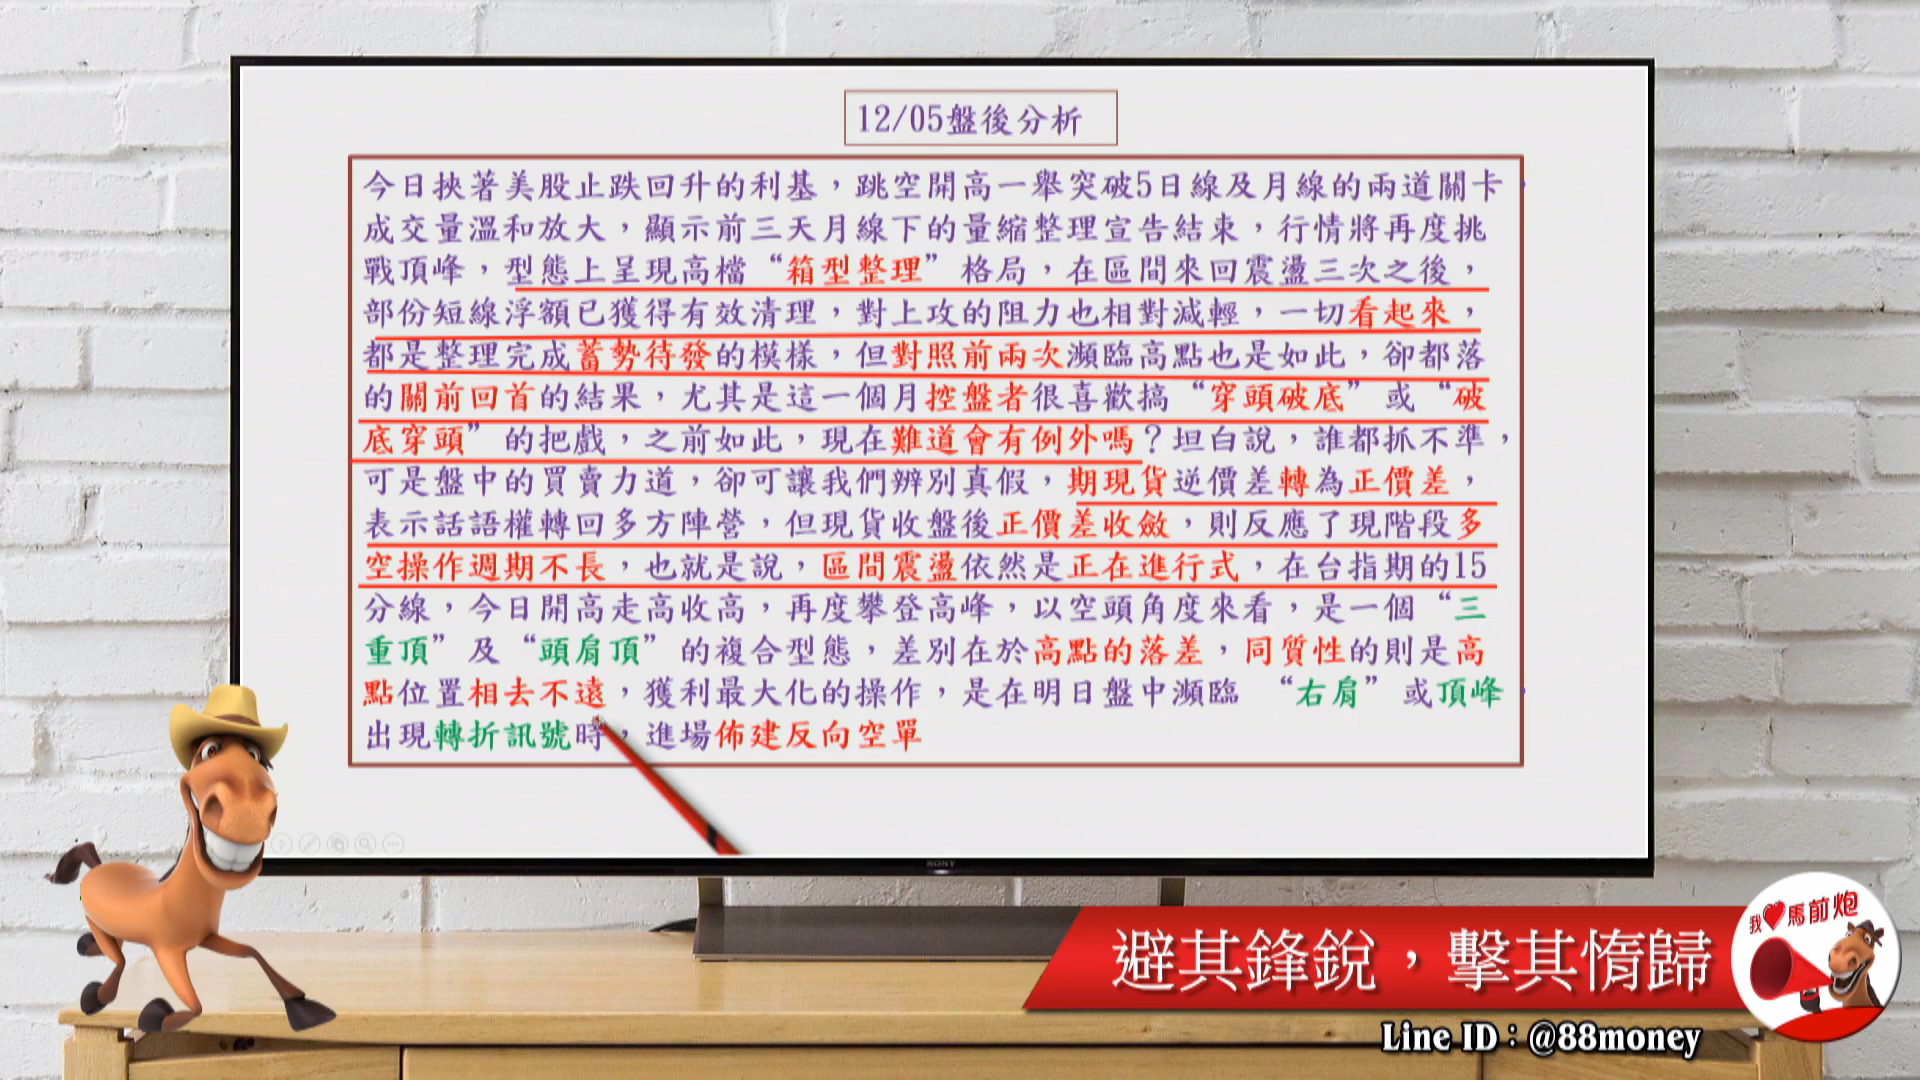 12/05盤後分析
今日挾著美股止跌回升的利基，跳空開高一舉突破5日線及月線的兩道關卡，
成交量溫和放大，顯示前三天月線下的量縮整理宣告結束，行情將再度挑
戰頂峰，型態上呈現高檔“箱型整理”格局，在區間來回震盪三次之後，
部份短線浮額已獲得有效清理，對上攻的阻力也相對減輕，一切看起來，
都是整理完成蓄勢待發的模樣，但對照前兩次瀕臨高點也是如此，卻都落
的關前回首的結果，尤其是這一個月控盤者很喜歡搞“穿頭破底”或“破
底穿頭”的把戲，之前如此，現在難道會有例外嗎？坦白說，誰都抓不準，
可是盤中的買賣力道，卻可讓我們辨別真假，期現貨逆價差轉為正價差，
表示話語權轉回多方陣營，但現貨收盤後正價差收斂，則反應了現階段多
空操作週期不長，也就是說，區間震盪依然是正在進行式，在台指期的15
分線，今日開高走高收高，再度攀登高峰，以空頭角度來看，是一個“三
重頂”及“頭肩頂”的複合型態，差別在於高點的落差，同質性的則是高
點位置相去不遠，獲利最大化的操作，是在明日盤中瀕臨 “右肩”或頂峰，
出現轉折訊號時，進場佈建反向空單
SONY
我❤馬前炮
避其鋒銳，擊其惰歸
Line ID：@88money